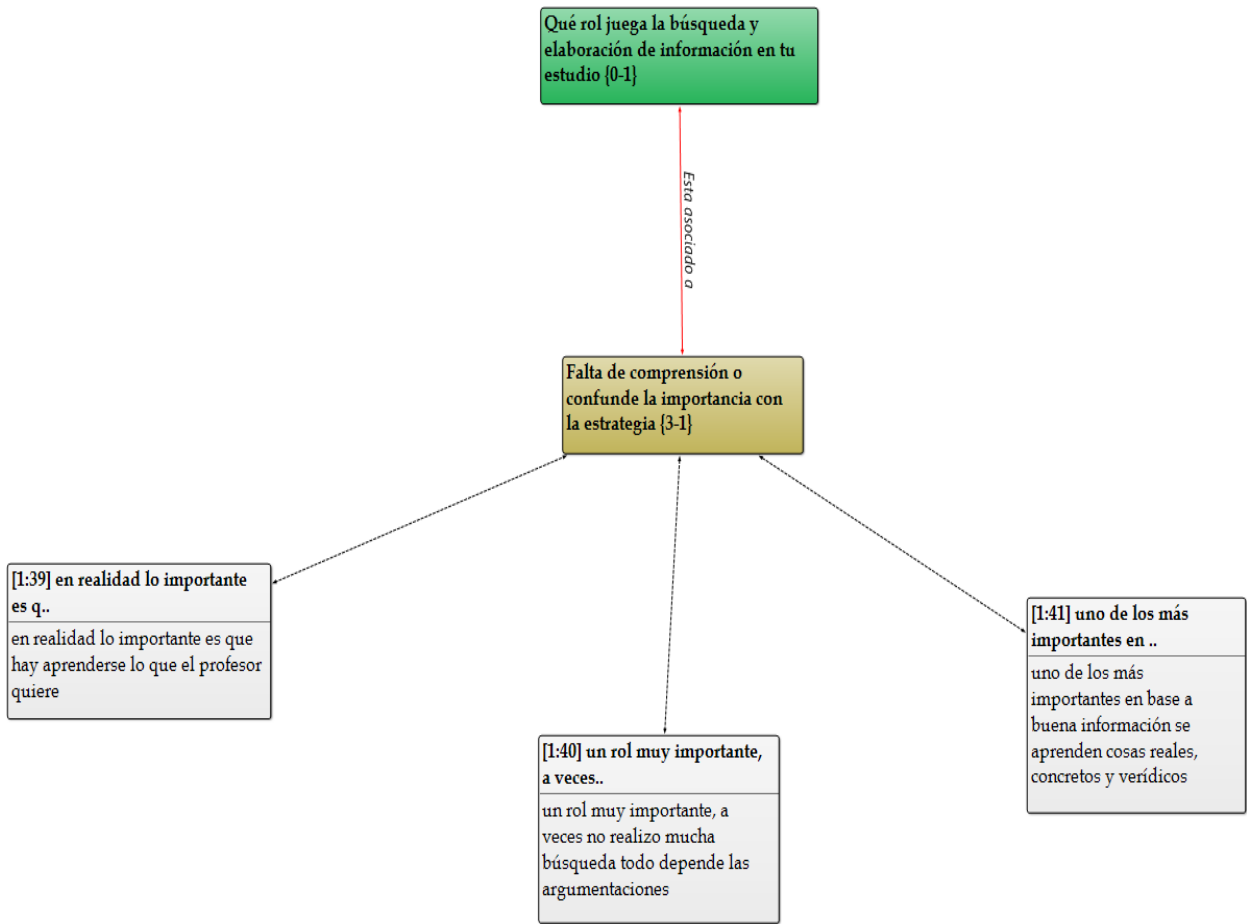 Qué rol juega la búsqueda y
elaboración de información en tu
estudio {0-1}
Esta asociado a
Falta de comprensión o
confunde la importancia con
la estrategia {3-1}
[1:39] en realidad lo importante
es q..
en realidad lo importante es que
hay aprenderse lo que el profesor
quiere
[1:40] un rol muy importante,
a veces..
un rol muy importante, a
veces no realizo mucha
búsqueda todo depende las
argumentaciones
[1:41] uno de los más
importantes en ..
uno de los más
importantes en base a
buena información se
aprenden cosas reales,
concretos y verídicos